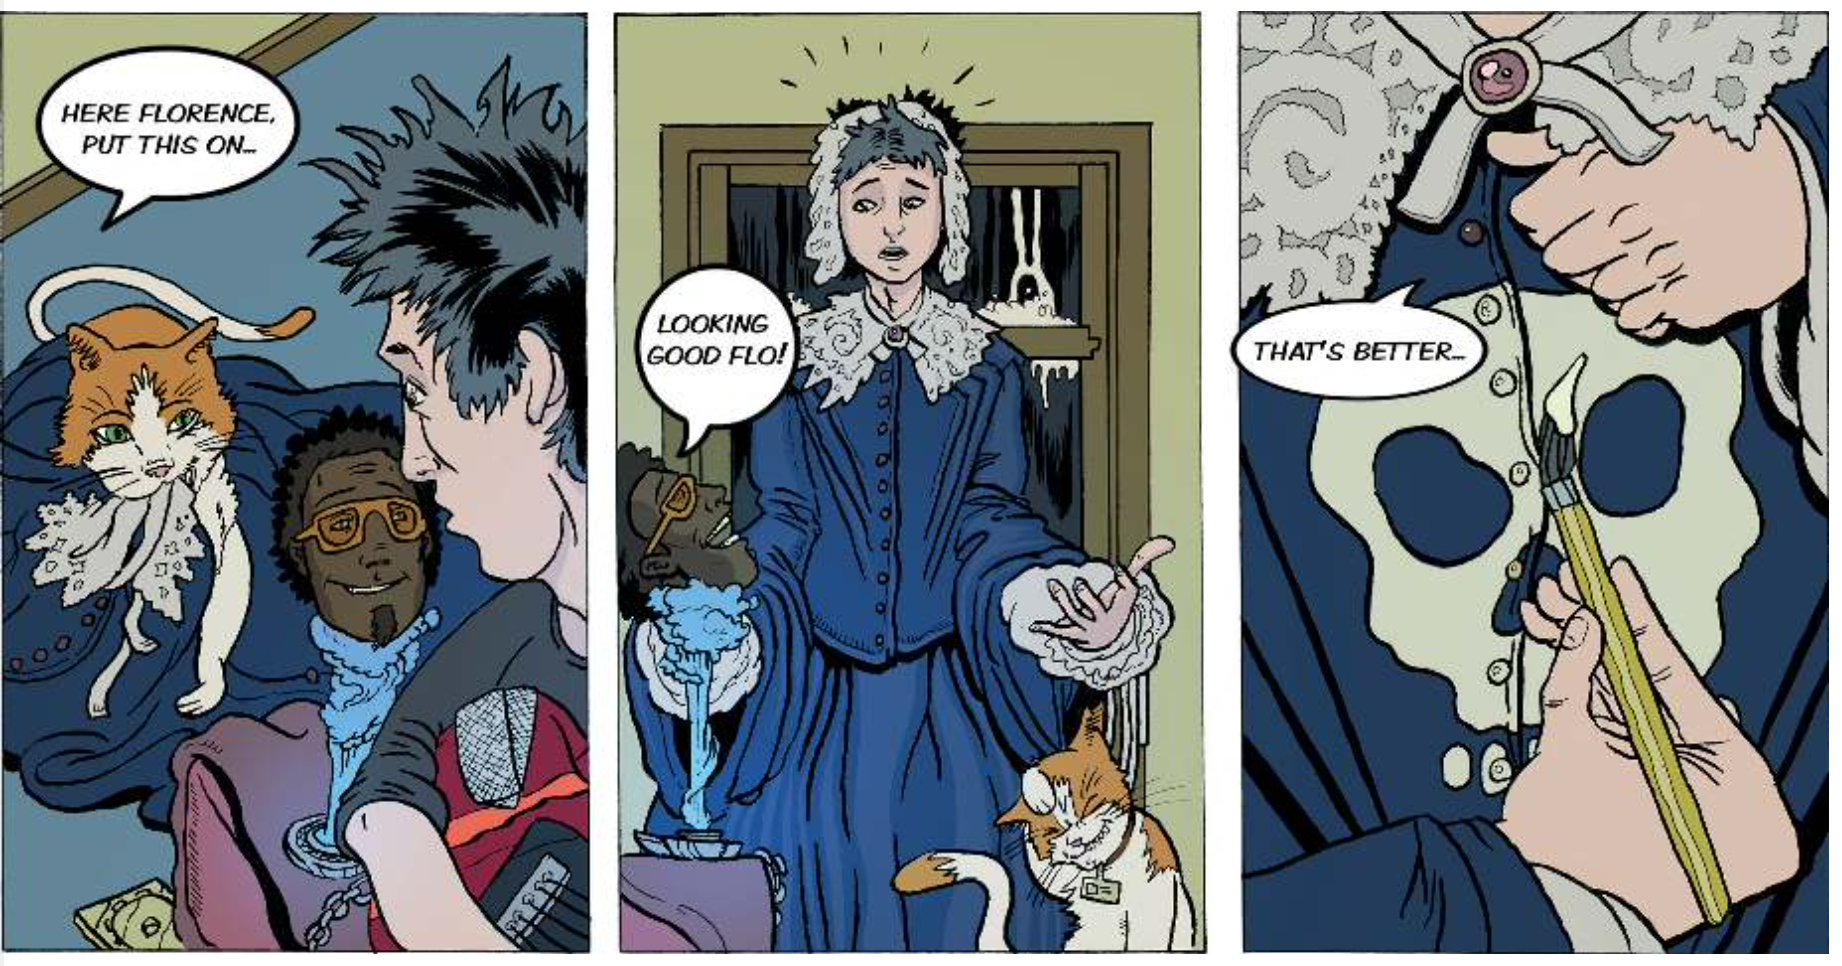 HERE FLORENCE,
PUT THIS ON...
LOOKING
GOOD FLO!
THAT'S BETTER...